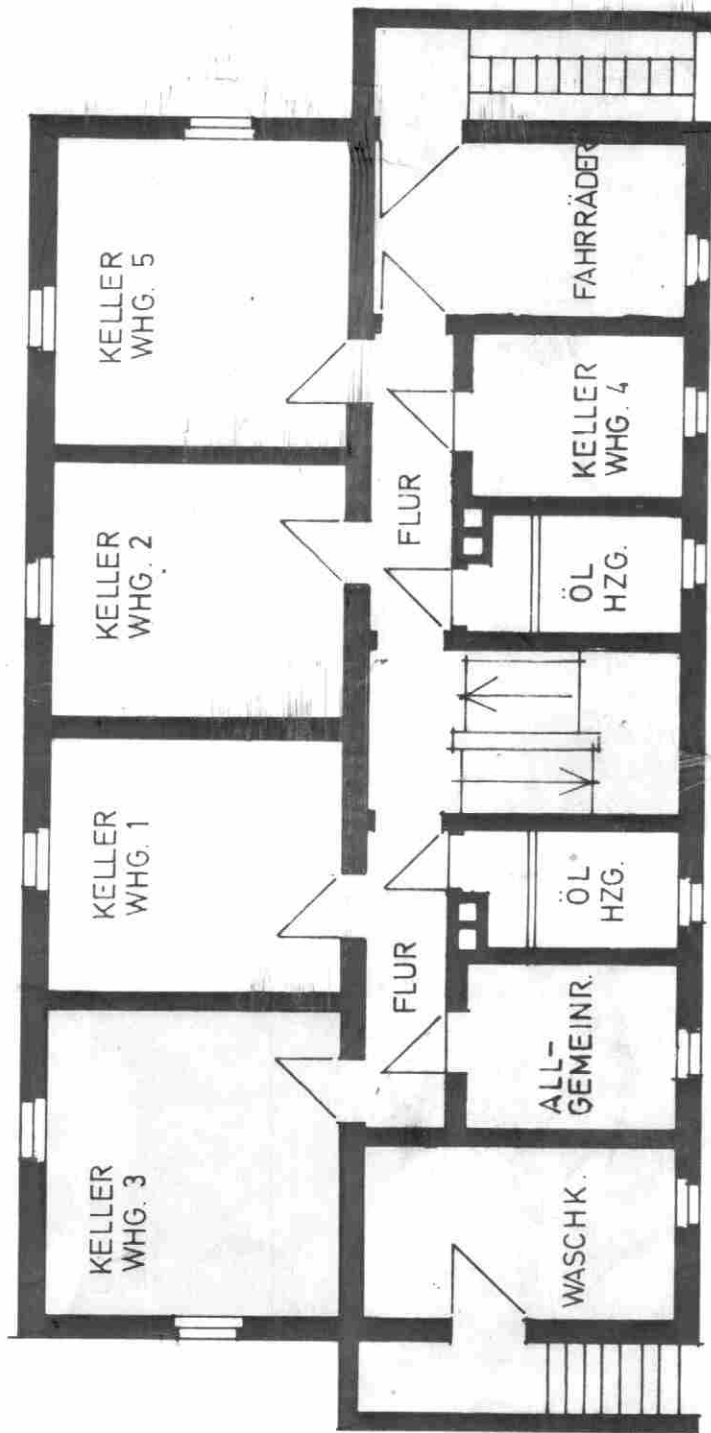 KELLER
WHG. 3
KELLER
WHG. 1
KELLER
WHG. 2
KELLER
WHG. 5
FLUR
FLUR
WASCHK.
ALL-
GEMEINR.
ÖL
HZG.
ÖL
HZG.
KELLER
WHG. 4
FAHRRÄDER